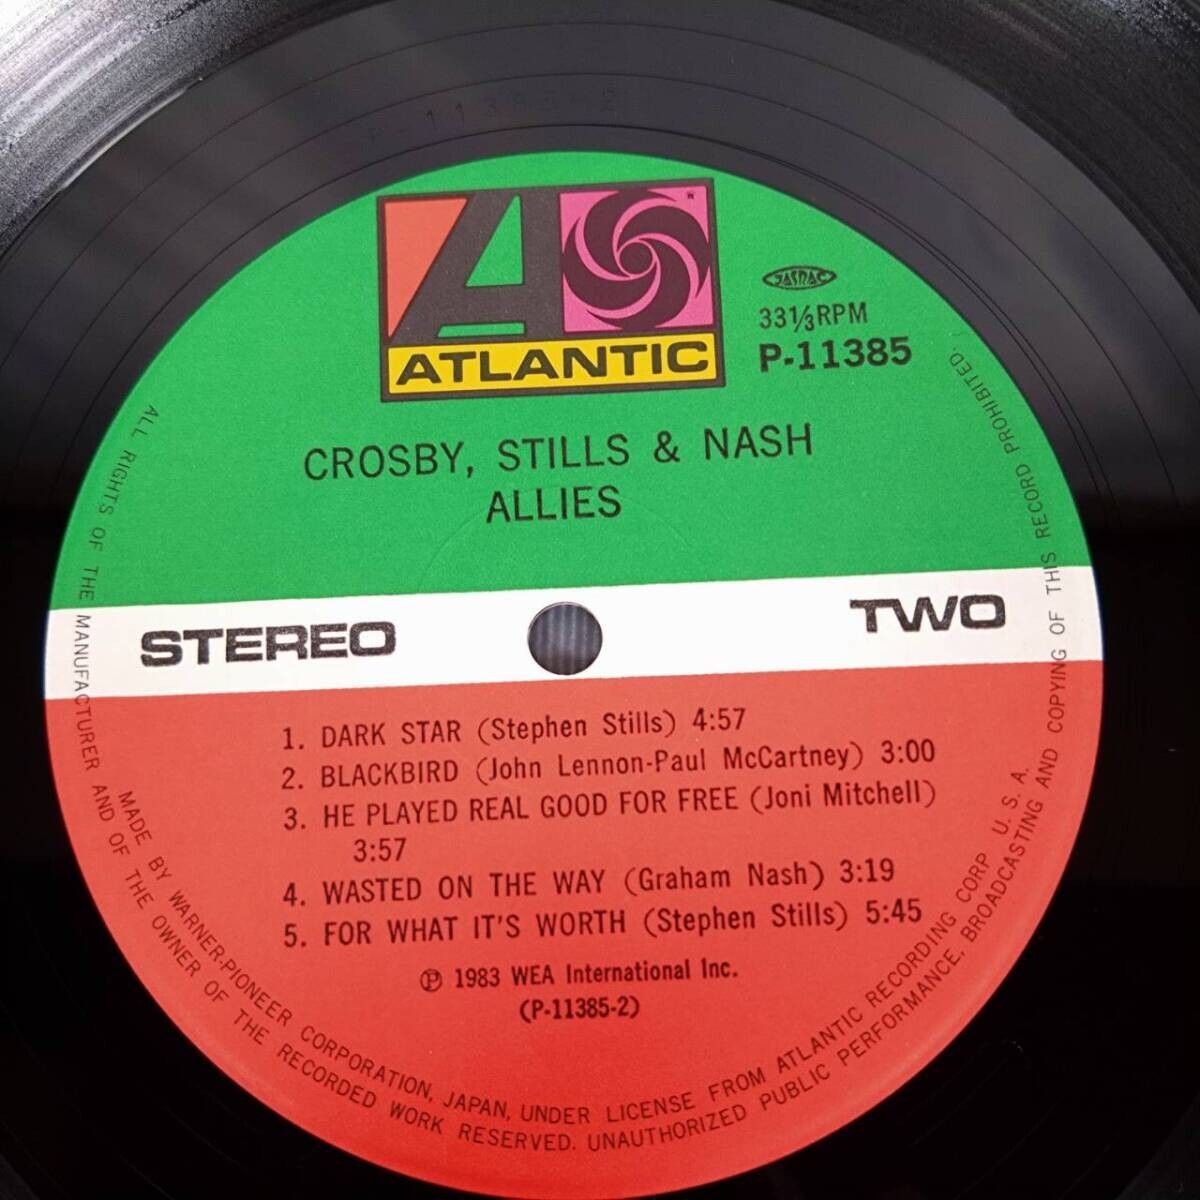 P-11385-2
ATLANTIC
JASRAC
33⅓RPM
P-11385
CROSBY, STILLS & NASH
ALLIES
STEREO
TWO
1. DARK STAR (Stephen Stills) 4:57
2. BLACKBIRD (John Lennon-Paul McCartney) 3:00
3. HE PLAYED REAL GOOD FOR FREE (Joni Mitchell)
3:57
4. WASTED ON THE WAY (Graham Nash) 3:19
5. FOR WHAT IT'S WORTH (Stephen Stills) 5:45
Ⓟ 1983 WEA International Inc.
(P-11385-2)
MADE BY WARNER-PIONEER CORPORATION, JAPAN, UNDER LICENSE FROM ATLANTIC RECORDING CORP. U. S. A.
ALL RIGHTS OF THE MANUFACTURER AND OF THE OWNER OF THE RECORDED WORK RESERVED. UNAUTHORIZED PUBLIC PERFORMANCE, BROADCASTING AND COPYING OF THIS RECORD PROHIBITED.